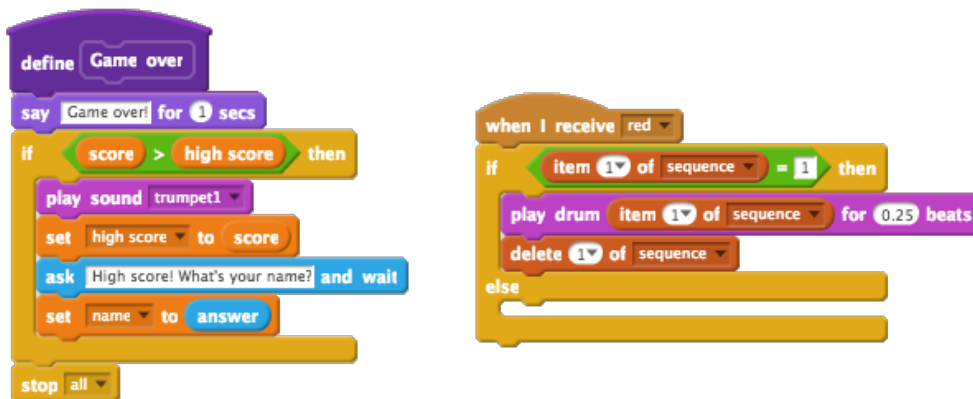 define Game over
say Game over! for 1 secs
if score > high score then
play sound trumpet1
set high score to score
ask High score! What's your name? and wait
set name to answer
stop all
when I receive red
if item 1 of sequence = 1 then
play drum item 1 of sequence for 0.25 beats
delete 1 of sequence
else